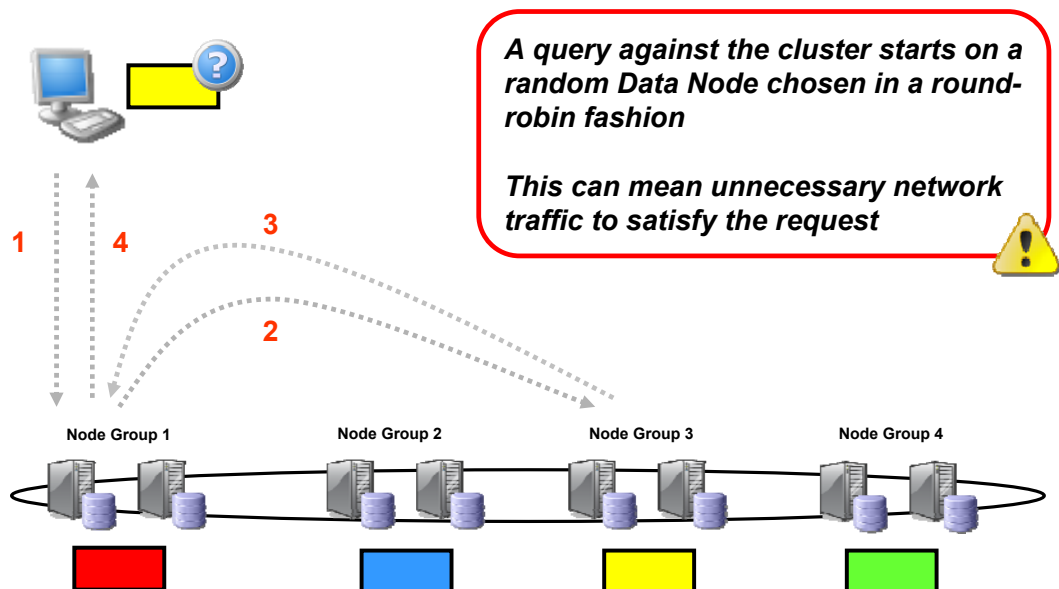 A query against the cluster starts on a
random Data Node chosen in a round-
robin fashion
This can mean unnecessary network
traffic to satisfy the request
?
!
1
4
3
2
Node Group 1
Node Group 2
Node Group 3
Node Group 4